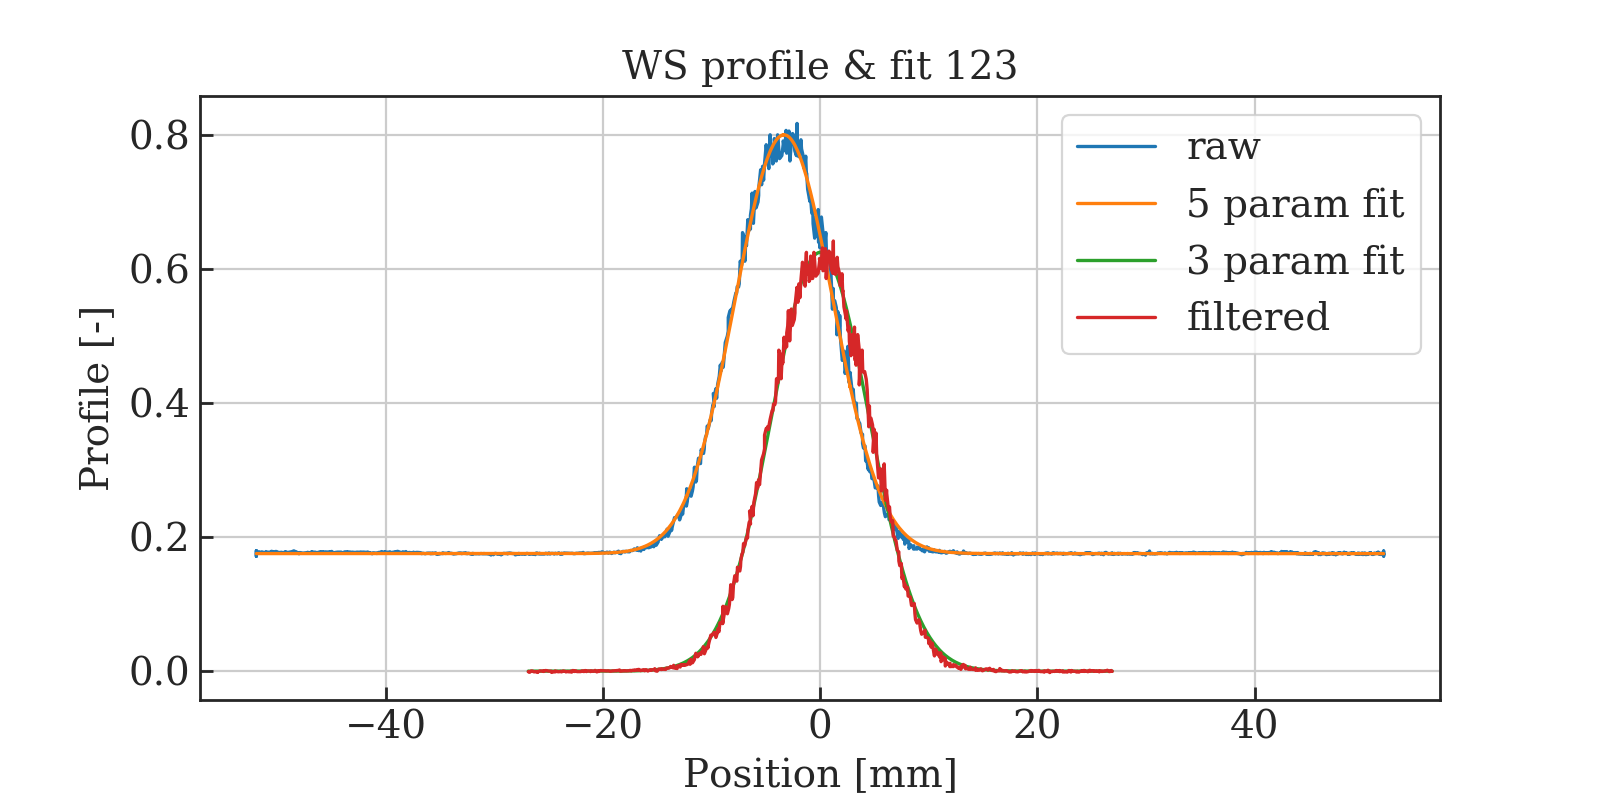 WS profile & fit 123
0.8
0.6
0.4
0.2
0.0
Profile [-]
raw
5 param fit
3 param fit
filtered
−40
−20
0
20
40
Position [mm]